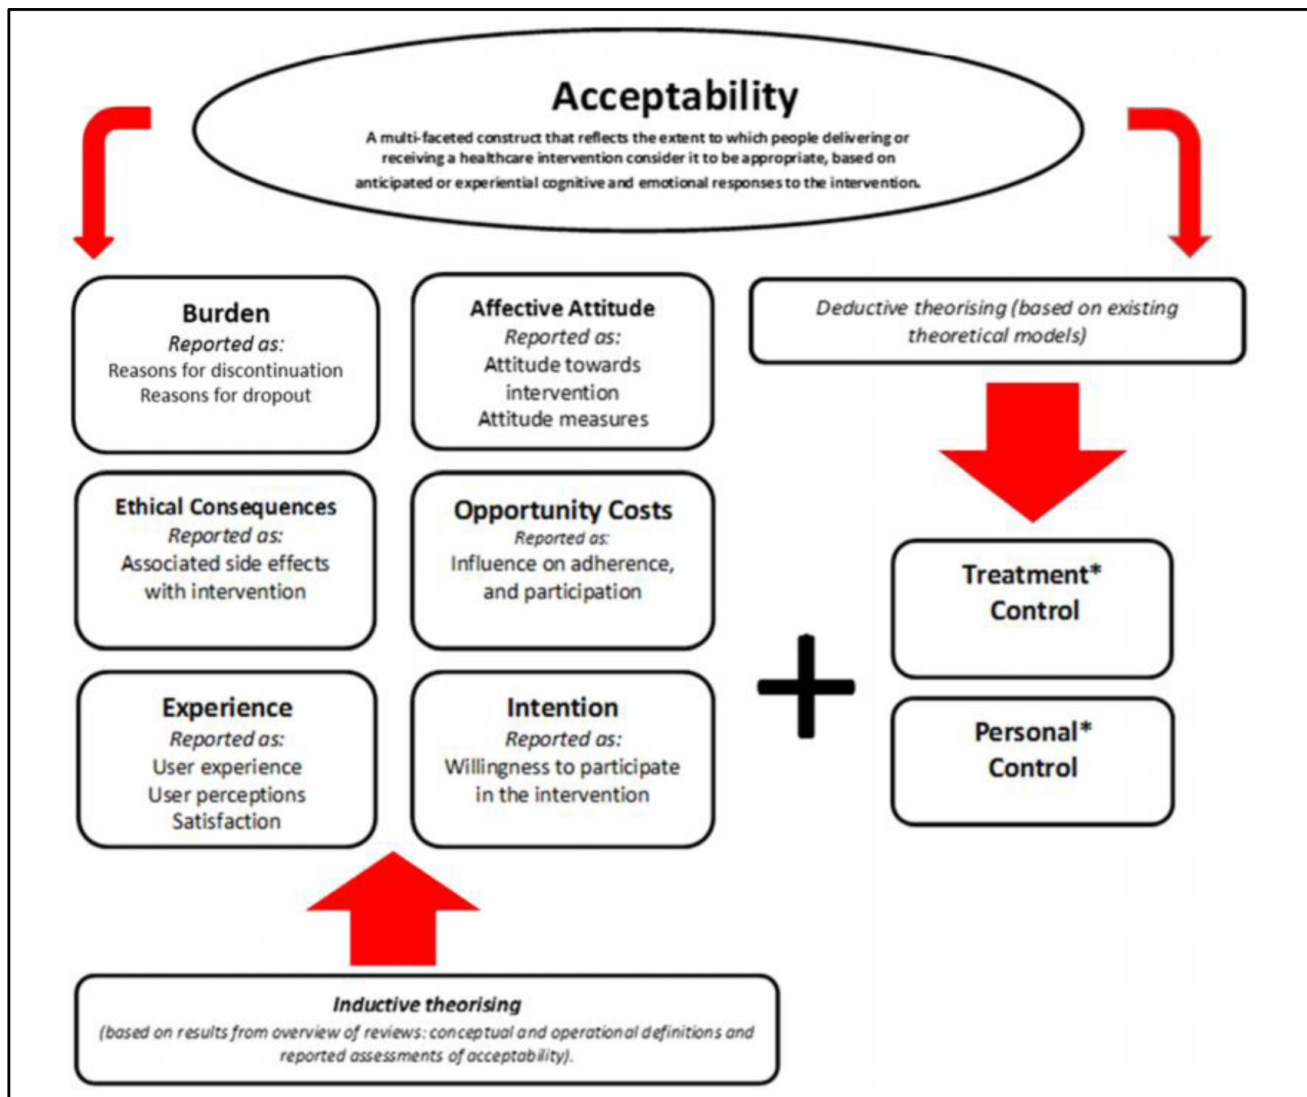 Acceptability
A multi-faceted construct that reflects the extent to which people delivering or
receiving a healthcare intervention consider it to be appropriate, based on
anticipated or experiential cognitive and emotional responses to the intervention.
Burden
Reported as:
Reasons for discontinuation
Reasons for dropout
Affective Attitude
Reported as:
Attitude towards
intervention
Attitude measures
Deductive theorising (based on existing
theoretical models)
Ethical Consequences
Reported as:
Associated side effects
with intervention
Opportunity Costs
Reported as:
Influence on adherence,
and participation
Treatment*
Control
Experience
Reported as:
User experience
User perceptions
Satisfaction
Intention
Reported as:
Willingness to participate
in the intervention
Personal*
Control
Inductive theorising
(based on results from overview of reviews: conceptual and operational definitions and
reported assessments of acceptability).